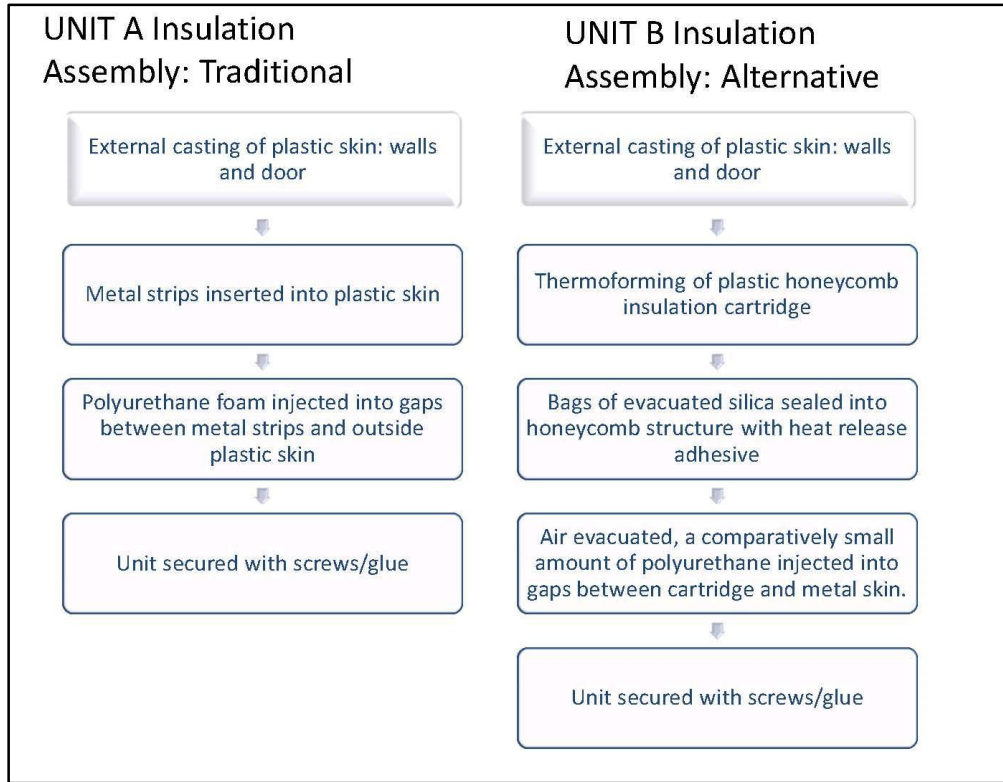 UNIT A Insulation
Assembly: Traditional
External casting of plastic skin: walls
and door
Metal strips inserted into plastic skin
Polyurethane foam injected into gaps
between metal strips and outside
plastic skin
Unit secured with screws/glue
UNIT B Insulation
Assembly: Alternative
External casting of plastic skin: walls
and door
Thermoforming of plastic honeycomb
insulation cartridge
Bags of evacuated silica sealed into
honeycomb structure with heat release
adhesive
Air evacuated, a comparatively small
amount of polyurethane injected into
gaps between cartridge and metal skin.
Unit secured with screws/glue